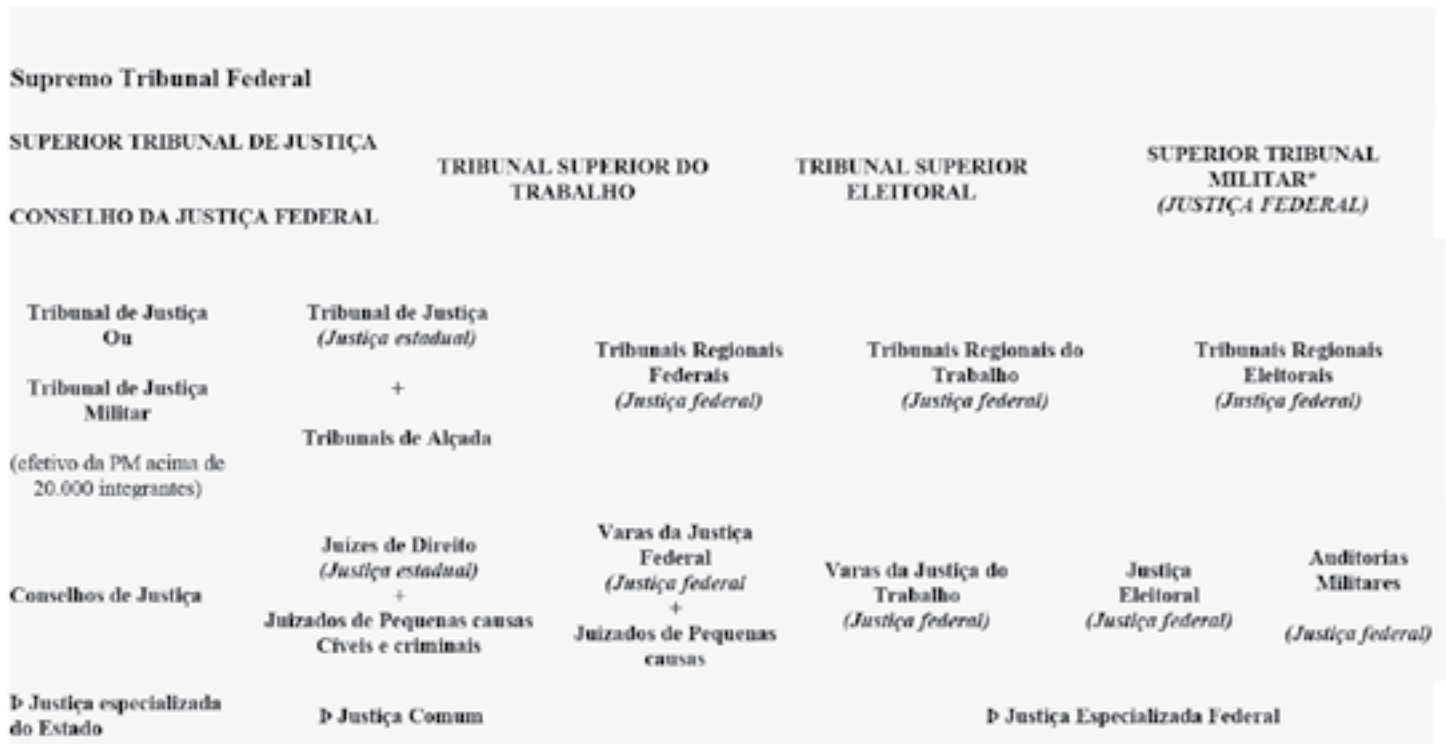 Supremo Tribunal Federal
SUPERIOR TRIBUNAL DE JUSTIÇA
CONSELHO DA JUSTIÇA FEDERAL
TRIBUNAL SUPERIOR DO
TRABALHO
TRIBUNAL SUPERIOR
ELEITORAL
SUPERIOR TRIBUNAL
MILITAR*
(JUSTIÇA FEDERAL)
Tribunal de Justiça
Ou
Tribunal de Justiça
Militar
(efetivo da PM acima de
20.000 integrantes)
Tribunal de Justiça
(Justiça estadual)
+
Tribunais de Alçada
Tribunais Regionais
Federais
(Justiça federal)
Tribunais Regionais do
Trabalho
(Justiça federal)
Tribunais Regionais
Eleitorais
(Justiça federal)
Conselhos de Justiça
Juízes de Direito
(Justiça estadual)
+
Juizados de Pequenas causas
Cíveis e criminais
Varas da Justiça
Federal
(Justiça federal
+
Juizados de Pequenas
causas
Varas da Justiça do
Trabalho
(Justiça federal)
Justiça
Eleitoral
(Justiça federal)
Auditorias
Militares
(Justiça federal)
Þ Justiça especializada
do Estado
Þ Justiça Comum
Þ Justiça Especializada Federal